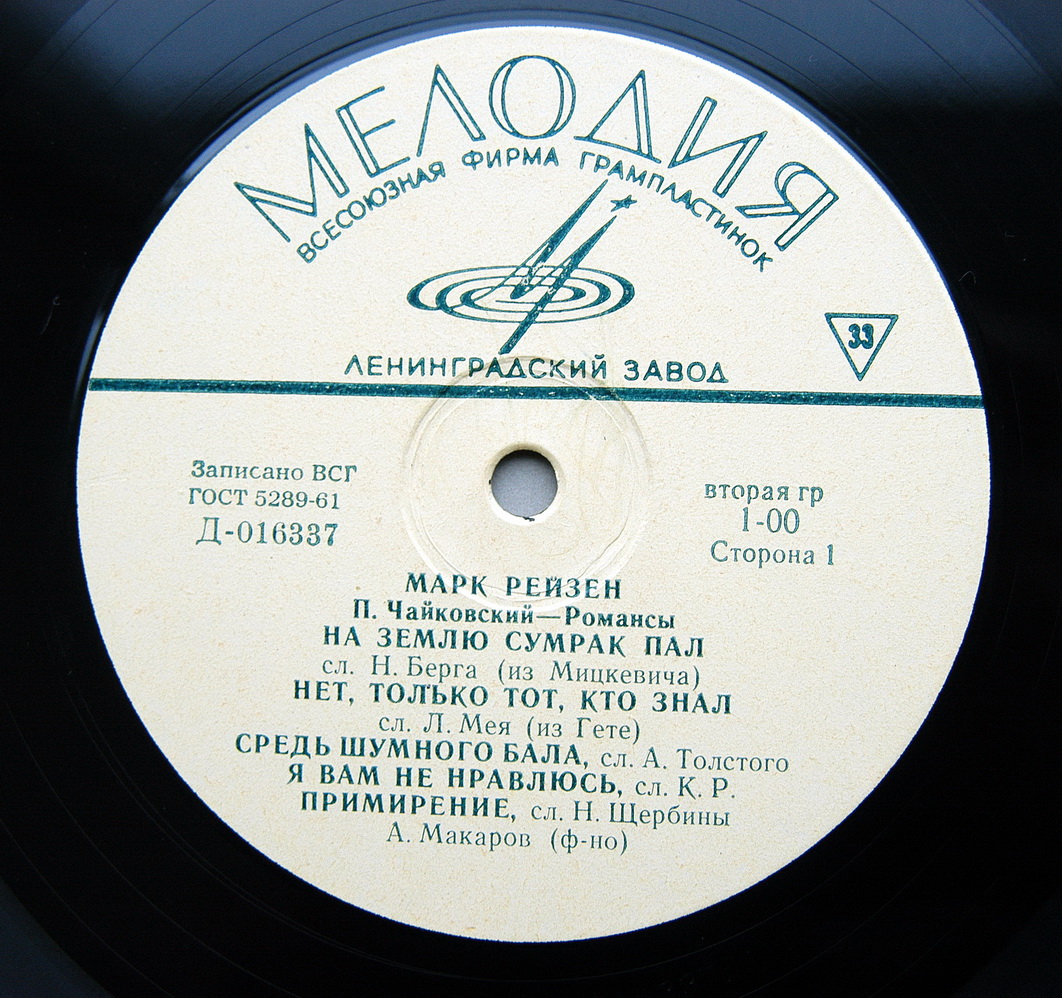 МЕЛОДИЯ
ВСЕСОЮЗНАЯ ФИРМА ГРАМПЛАСТИНОК
33
ЛЕНИНГРАДСКИЙ ЗАВОД
Записано ВСГ
ГОСТ 5289-61
Д-016337
вторая гр
1-00
Сторона 1
МАРК РЕЙЗЕН
П. Чайковский—Романсы
НА ЗЕМЛЮ СУМРАК ПАЛ
сл. Н. Берга (из Мицкевича)
НЕТ, ТОЛЬКО ТОТ, КТО ЗНАЛ
сл. Л. Мея (из Гете)
СРЕДЬ ШУМНОГО БАЛА, сл. А. Толстого
Я ВАМ НЕ НРАВЛЮСЬ, сл. К. Р.
ПРИМИРЕНИЕ, сл. Н. Щербины
А. Макаров (ф-но)